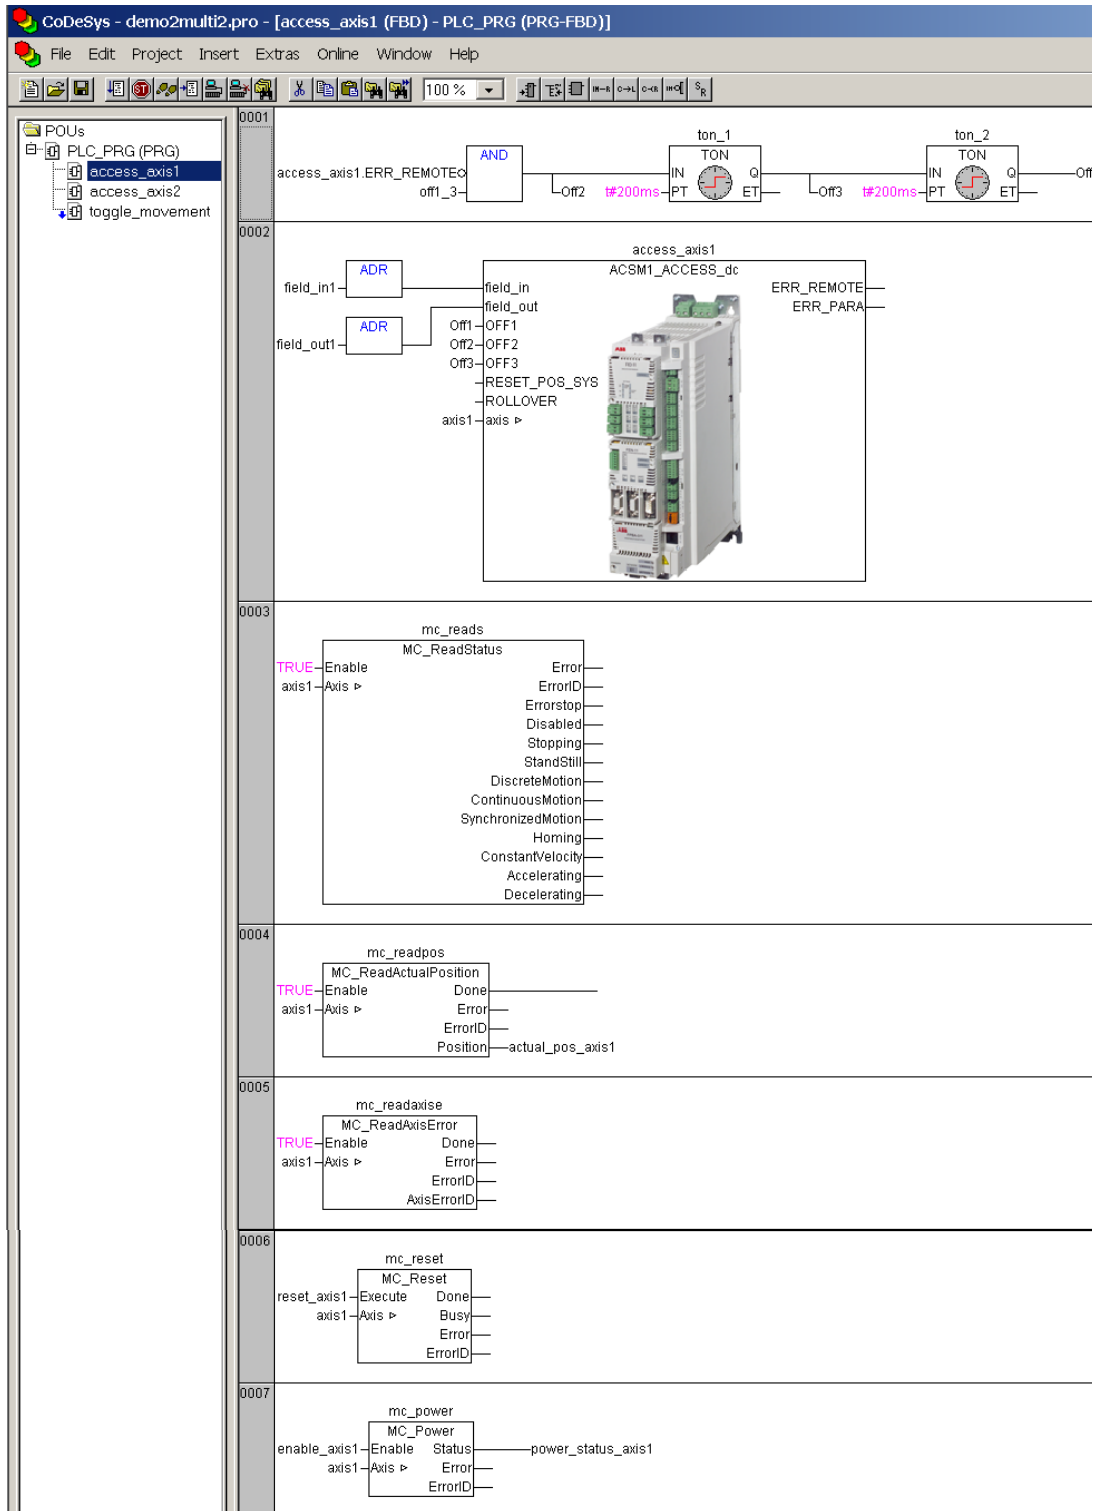 CoDeSys - demo2multi2.pro - [access_axis1 (FBD) - PLC_PRG (PRG-FBD)]
File Edit Project Insert Extras Online Window Help
100 %
POUs
PLC_PRG (PRG)
access_axis1
access_axis2
toggle_movement
0001
ton_1 ton_2
AND TON TON
access_axis1.ERR_REMOTE IN Q IN Q Off
off1_3 Off2 t#200ms PT ET Off3 t#200ms PT ET
0002
access_axis1
ADR ACSM1_ACCESS_dc
field_in1 field_in ERR_REMOTE
field_out ERR_PARA
ADR
Off1 OFF1
field_out1 Off2 OFF2
Off3 OFF3
RESET_POS_SYS
ROLLOVER
axis1 axis
0003
mc_reads
MC_ReadStatus
TRUE Enable Error
axis1 Axis ErrorID
Errorstop
Disabled
Stopping
StandStill
DiscreteMotion
ContinuousMotion
SynchronizedMotion
Homing
ConstantVelocity
Accelerating
Decelerating
0004
mc_readpos
MC_ReadActualPosition
TRUE Enable Done
axis1 Axis Error
ErrorID
Position actual_pos_axis1
0005
mc_readaxise
MC_ReadAxisError
TRUE Enable Done
axis1 Axis Error
ErrorID
AxisErrorID
0006
mc_reset
MC_Reset
reset_axis1 Execute Done
axis1 Axis Busy
Error
ErrorID
0007
mc_power
MC_Power
enable_axis1 Enable Status power_status_axis1
axis1 Axis Error
ErrorID